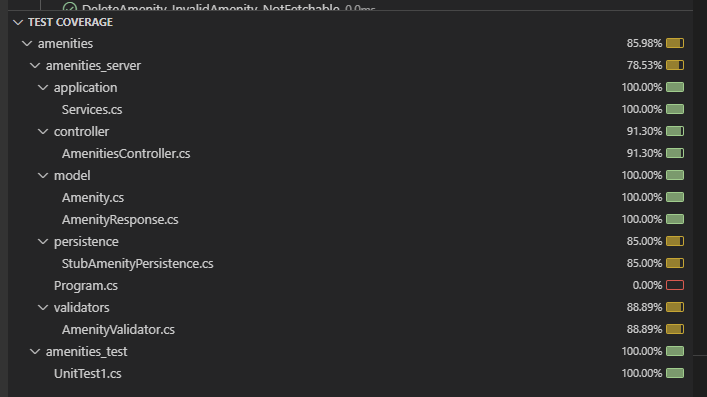 DeleteAmenity_InvalidAmenity_NotFetchable 0.0ms
TEST COVERAGE
amenities 85.98%
amenities_server 78.53%
application 100.00%
Services.cs 100.00%
controller 91.30%
AmenitiesController.cs 91.30%
model 100.00%
Amenity.cs 100.00%
AmenityResponse.cs 100.00%
persistence 85.00%
StubAmenityPersistence.cs 85.00%
Program.cs 0.00%
validators 88.89%
AmenityValidator.cs 88.89%
amenities_test 100.00%
UnitTest1.cs 100.00%